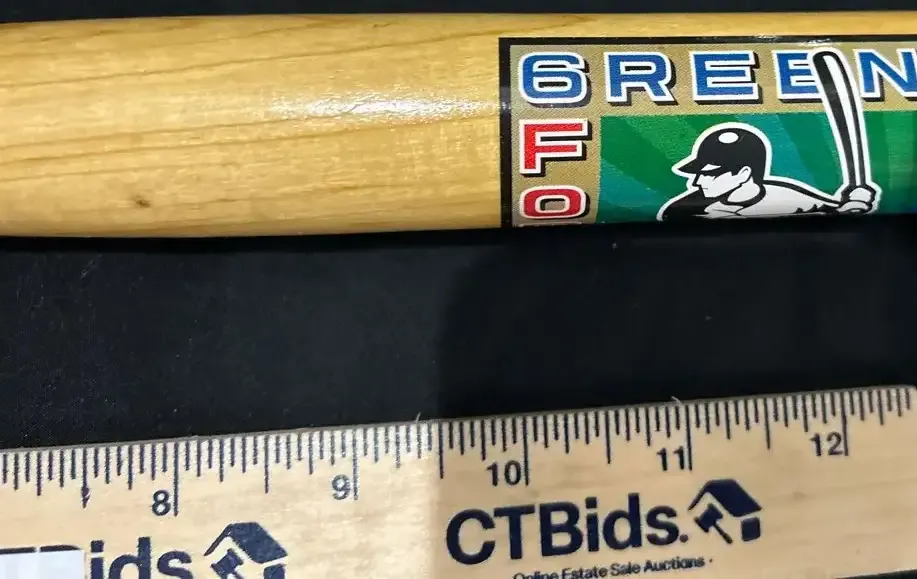 GREEN
FO
8 9 10 11 12
CTBids.
ids
Online Estate Sale Auctions